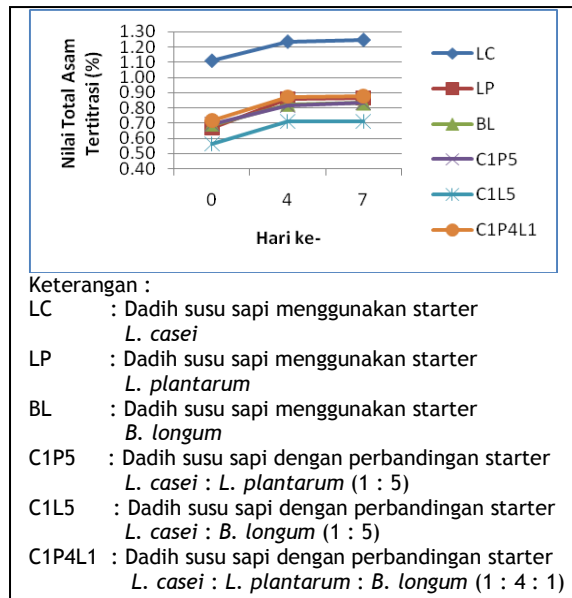 Nilai Total Asam
Tertitrasi (%)
1.30
1.20
1.10
1.00
0.90
0.80
0.70
0.60
0.50
0.40
0 4 7
Hari ke-
LC
LP
BL
C1P5
C1L5
C1P4L1
Keterangan :
LC : Dadih susu sapi menggunakan starter
L. casei
LP : Dadih susu sapi menggunakan starter
L. plantarum
BL : Dadih susu sapi menggunakan starter
B. longum
C1P5 : Dadih susu sapi dengan perbandingan starter
L. casei : L. plantarum (1 : 5)
C1L5 : Dadih susu sapi dengan perbandingan starter
L. casei : B. longum (1 : 5)
C1P4L1 : Dadih susu sapi dengan perbandingan starter
L. casei : L. plantarum : B. longum (1 : 4 : 1)